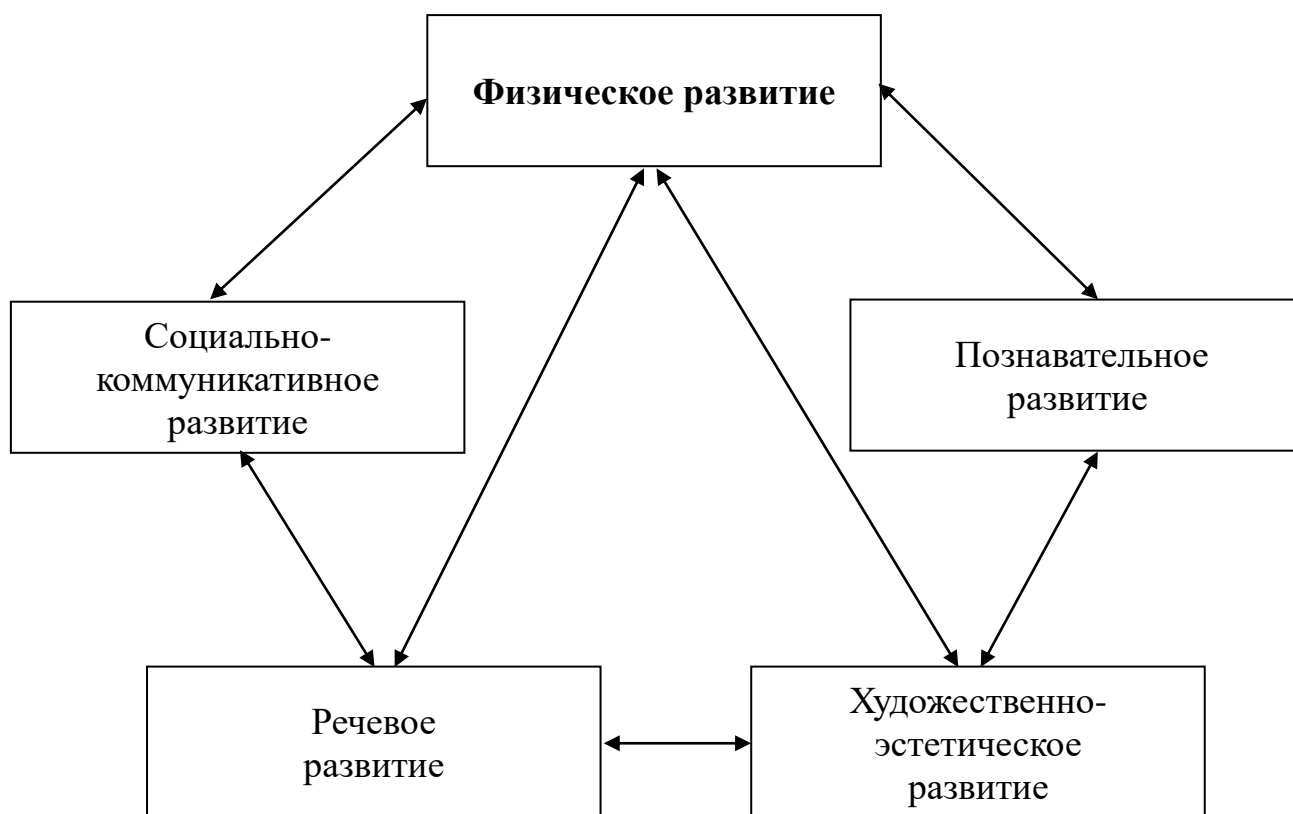 Физическое развитие
Социально-
коммуникативное
развитие
Познавательное
развитие
Речевое
развитие
Художественно-
эстетическое
развитие